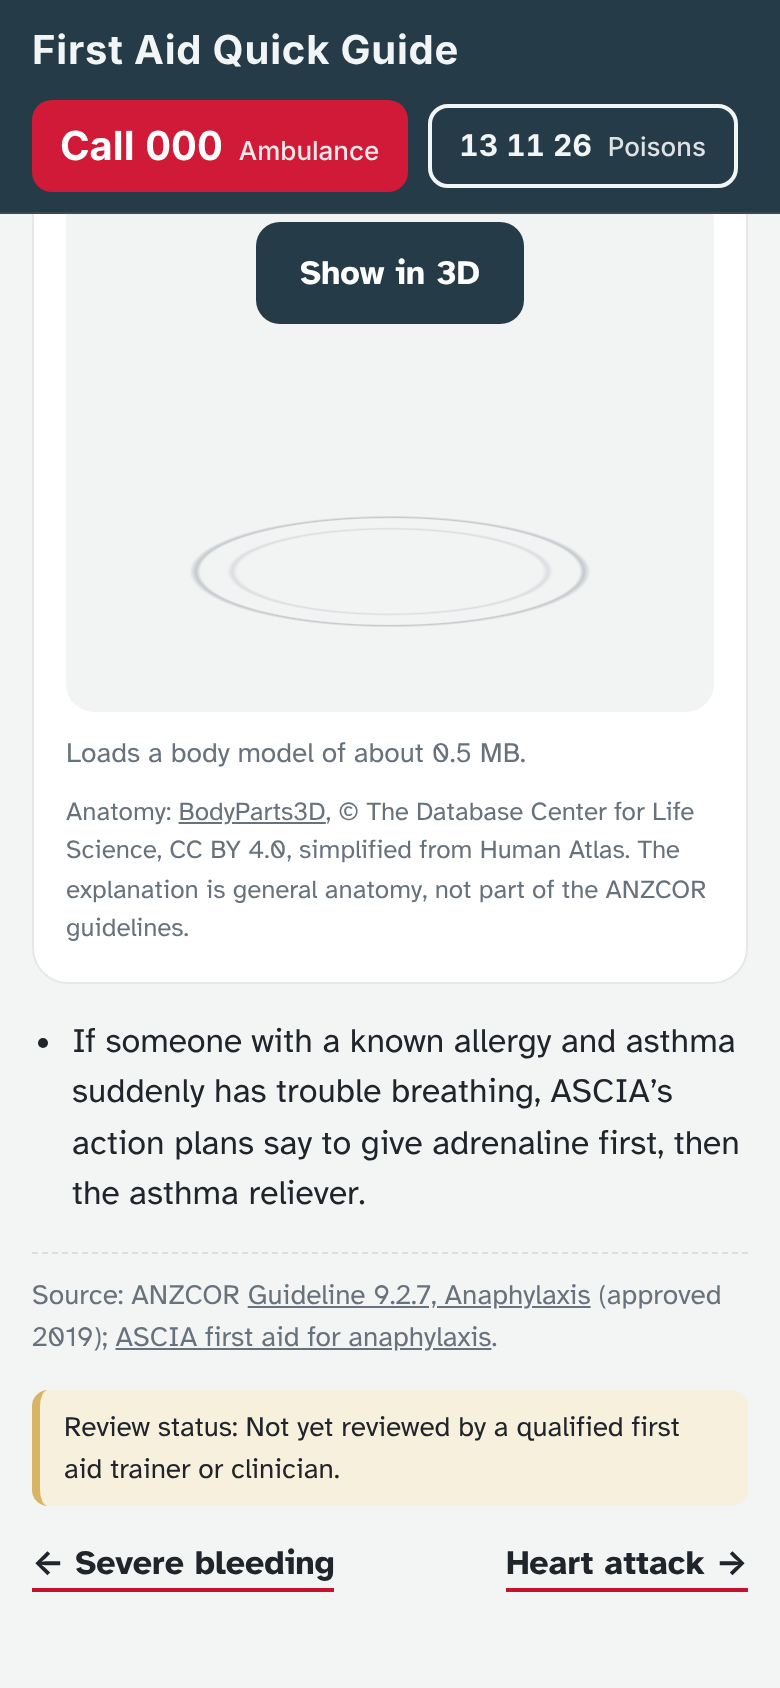 First Aid Quick Guide
Call 000 Ambulance
13 11 26 Poisons
Show in 3D
Loads a body model of about 0.5 MB.
Anatomy: BodyParts3D, © The Database Center for Life
Science, CC BY 4.0, simplified from Human Atlas. The
explanation is general anatomy, not part of the ANZCOR
guidelines.
• If someone with a known allergy and asthma
suddenly has trouble breathing, ASCIA’s
action plans say to give adrenaline first, then
the asthma reliever.
Source: ANZCOR Guideline 9.2.7, Anaphylaxis (approved
2019); ASCIA first aid for anaphylaxis.
Review status: Not yet reviewed by a qualified first
aid trainer or clinician.
← Severe bleeding
Heart attack →